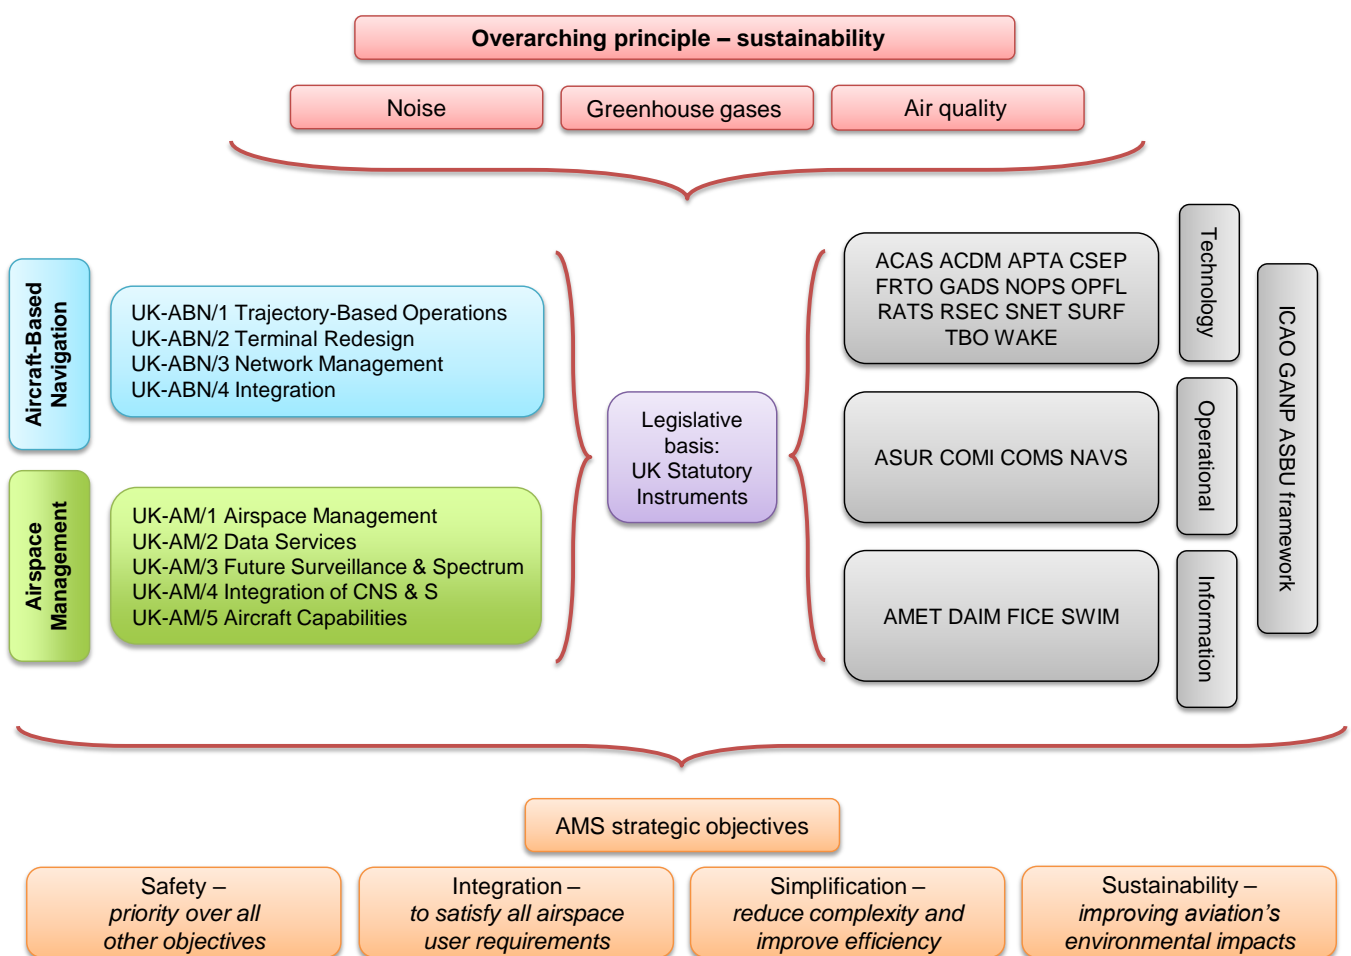 Overarching principle – sustainability
Noise
Greenhouse gases
Air quality
Aircraft-Based
Navigation
UK-ABN/1 Trajectory-Based Operations
UK-ABN/2 Terminal Redesign
UK-ABN/3 Network Management
UK-ABN/4 Integration
Airspace
Management
UK-AM/1 Airspace Management
UK-AM/2 Data Services
UK-AM/3 Future Surveillance & Spectrum
UK-AM/4 Integration of CNS & S
UK-AM/5 Aircraft Capabilities
Legislative
basis:
UK Statutory
Instruments
ACAS ACDM APTA CSEP
FRTO GADS NOPS OPFL
RATS RSEC SNET SURF
TBO WAKE
Technology
ASUR COMI COMS NAVS
Operational
AMET DAIM FICE SWIM
Information
ICAO GANP ASBU framework
AMS strategic objectives
Safety –
priority over all
other objectives
Integration –
to satisfy all airspace
user requirements
Simplification –
reduce complexity and
improve efficiency
Sustainability –
improving aviation’s
environmental impacts